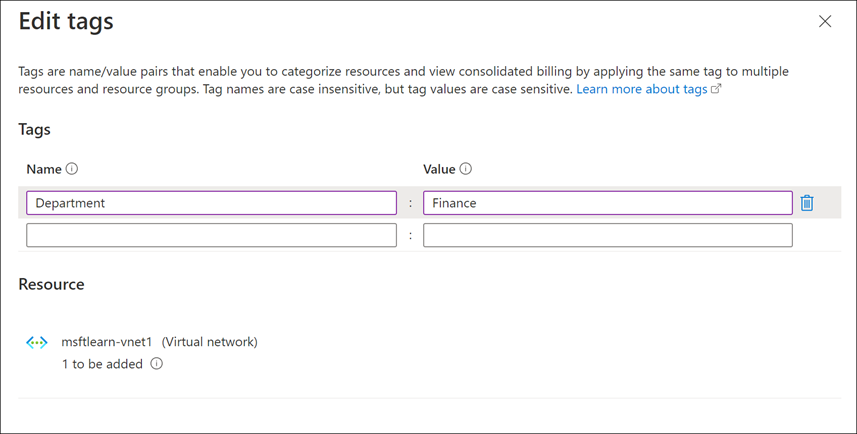 Edit tags
Tags are name/value pairs that enable you to categorize resources and view consolidated billing by applying the same tag to multiple
resources and resource groups. Tag names are case insensitive, but tag values are case sensitive. Learn more about tags
Tags
Name Value
Department : Finance
:
Resource
msftlearn-vnet1 (Virtual network)
1 to be added